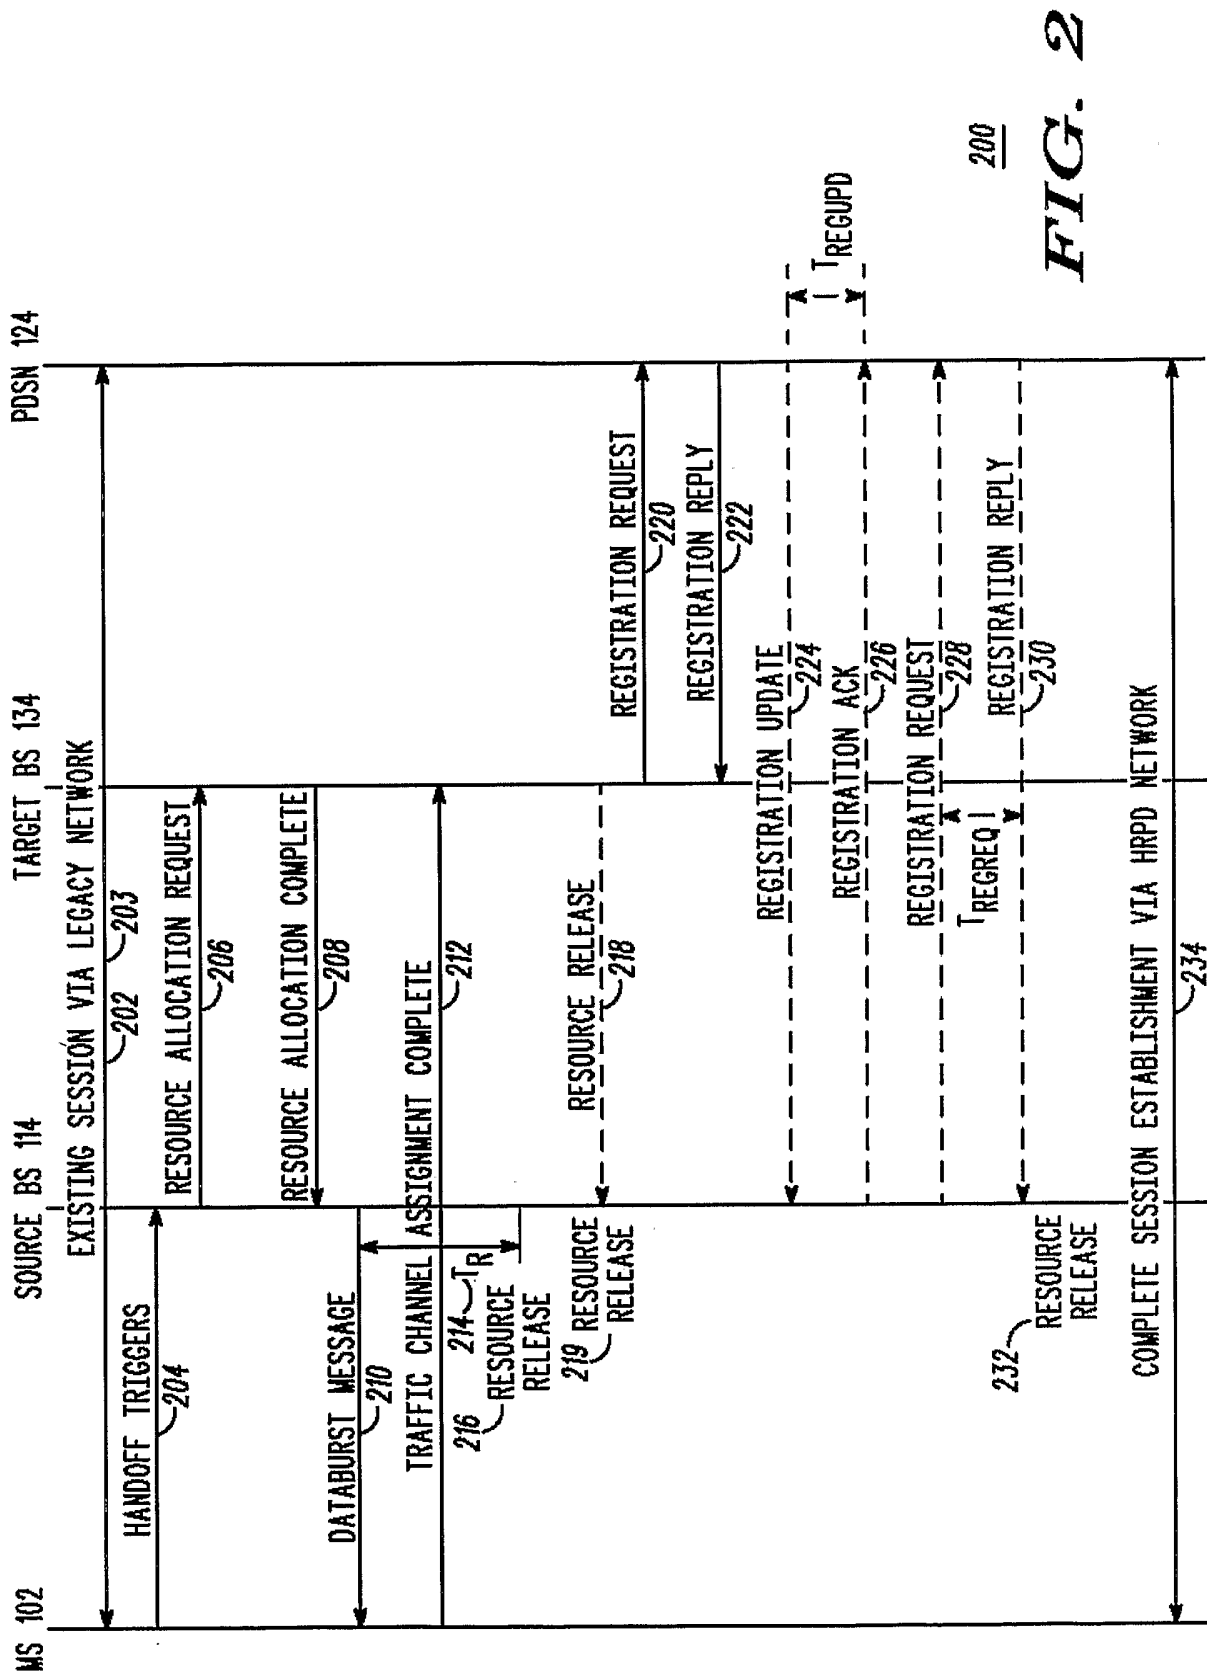 MS 102
SOURCE BS 114
TARGET BS 134
PDSN 124
EXISTING SESSION VIA LEGACY NETWORK
202
203
HANDOFF TRIGGERS
204
RESOURCE ALLOCATION REQUEST
206
RESOURCE ALLOCATION COMPLETE
208
DATABURST MESSAGE
210
TRAFFIC CHANNEL ASSIGNMENT COMPLETE
212
214 TR
216 RESOURCE
RELEASE
RESOURCE RELEASE
218
219 RESOURCE
RELEASE
REGISTRATION REQUEST
220
REGISTRATION REPLY
222
REGISTRATION UPDATE
224
TREGUPD
REGISTRATION ACK
226
REGISTRATION REQUEST
228
TREGREQ
REGISTRATION REPLY
230
232 RESOURCE
RELEASE
COMPLETE SESSION ESTABLISHMENT VIA HRPD NETWORK
234
200
FIG. 2